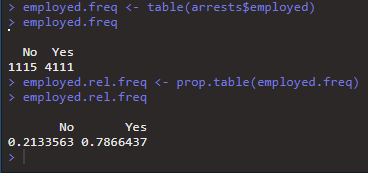 > employed.freq <- table(arrests$employed)
> employed.freq

No Yes
1115 4111
> employed.rel.freq <- prop.table(employed.freq)
> employed.rel.freq

No Yes
0.2133563 0.7866437
>